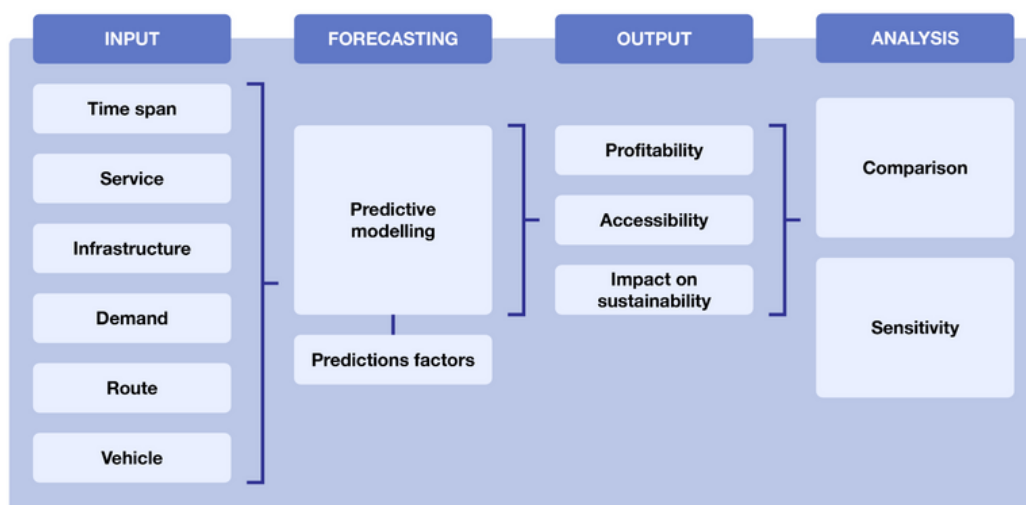 INPUT
FORECASTING
OUTPUT
ANALYSIS
Time span
Service
Infrastructure
Demand
Route
Vehicle
Predictive
modelling
Predictions factors
Profitability
Accessibility
Impact on
sustainability
Comparison
Sensitivity